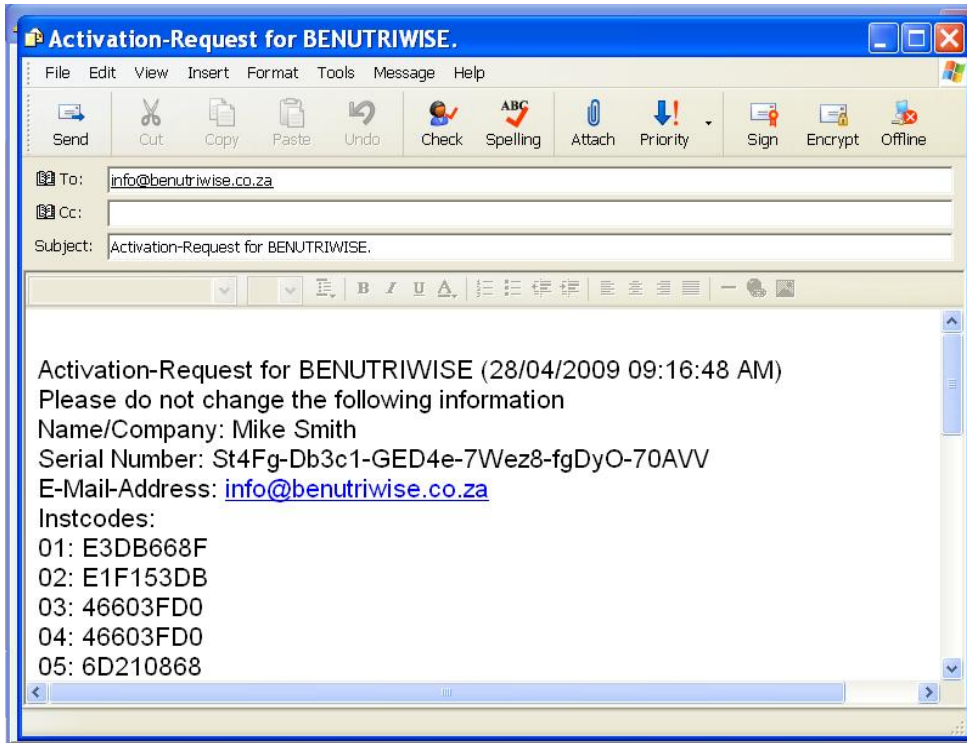 Activation-Request for BENUTRIWISE.
File Edit View Insert Format Tools Message Help
Send Cut Copy Paste Undo Check Spelling Attach Priority Sign Encrypt Offline
To: info@benutriwise.co.za
Cc:
Subject: Activation-Request for BENUTRIWISE.
Activation-Request for BENUTRIWISE (28/04/2009 09:16:48 AM)
Please do not change the following information
Name/Company: Mike Smith
Serial Number: St4Fg-Db3c1-GED4e-7Wez8-fgDyO-70AVV
E-Mail-Address: info@benutriwise.co.za
Instcodes:
01: E3DB668F
02: E1F153DB
03: 46603FD0
04: 46603FD0
05: 6D210868